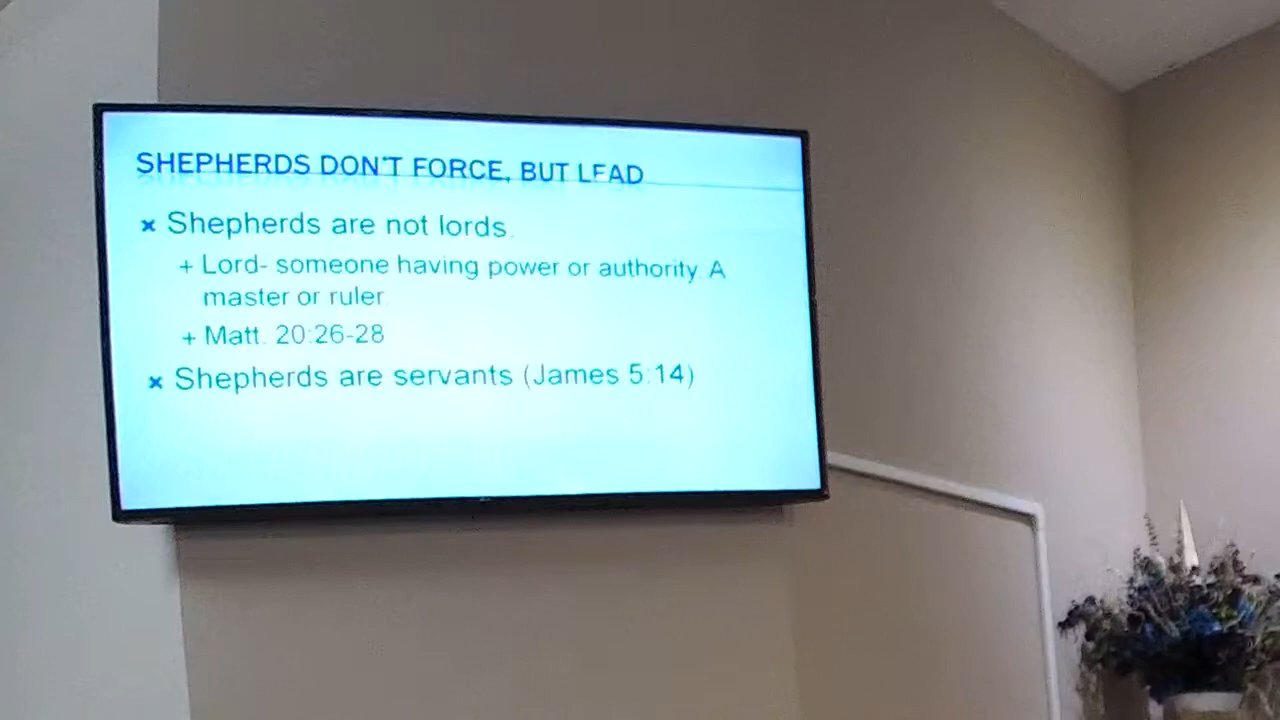 SHEPHERDS DON'T FORCE, BUT LEAD
× Shepherds are not lords.
+ Lord- someone having power or authority. A
master or ruler.
+ Matt. 20:26-28
× Shepherds are servants (James 5:14)